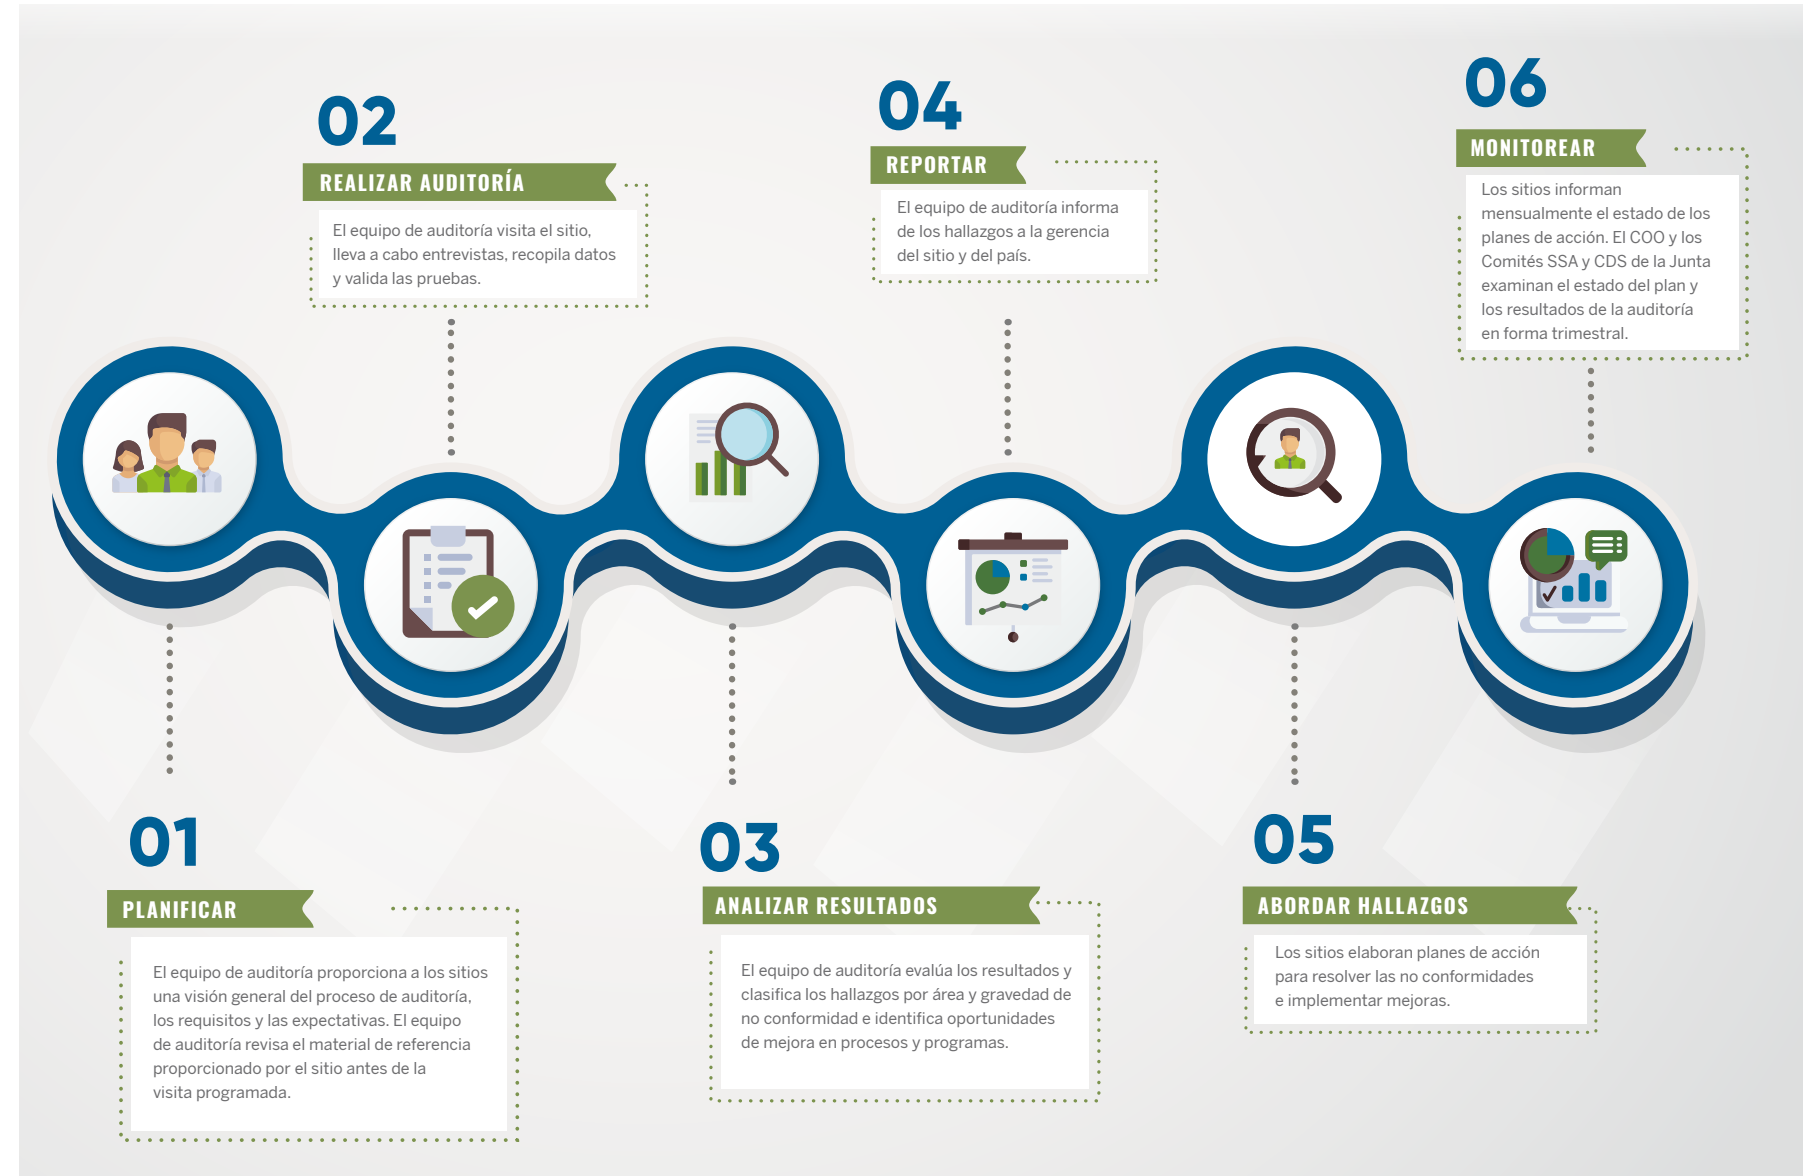 01
PLANIFICAR
El equipo de auditoría proporciona a los sitios
una visión general del proceso de auditoría,
los requisitos y las expectativas. El equipo
de auditoría revisa el material de referencia
proporcionado por el sitio antes de la
visita programada.
02
REALIZAR AUDITORÍA
El equipo de auditoría visita el sitio,
lleva a cabo entrevistas, recopila datos
y valida las pruebas.
03
ANALIZAR RESULTADOS
El equipo de auditoría evalúa los resultados y
clasifica los hallazgos por área y gravedad de
no conformidad e identifica oportunidades
de mejora en procesos y programas.
04
REPORTAR
El equipo de auditoría informa
de los hallazgos a la gerencia
del sitio y del país.
05
ABORDAR HALLAZGOS
Los sitios elaboran planes de acción
para resolver las no conformidades
e implementar mejoras.
06
MONITOREAR
Los sitios informan
mensualmente el estado de los
planes de acción. El COO y los
Comités SSA y CDS de la Junta
examinan el estado del plan y
los resultados de la auditoría
en forma trimestral.